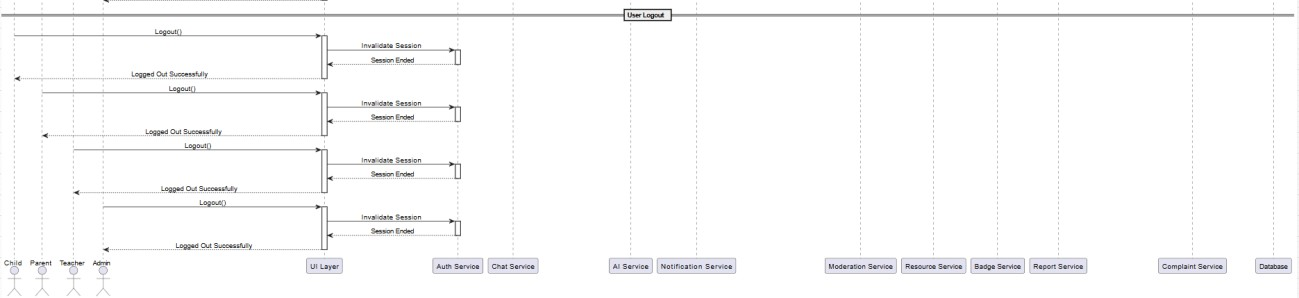 User Logout
Logout()
Invalidate Session
Session Ended
Logged Out Successfully
Logout()
Invalidate Session
Session Ended
Logged Out Successfully
Logout()
Invalidate Session
Session Ended
Logged Out Successfully
Logout()
Invalidate Session
Session Ended
Logged Out Successfully
Child Parent Teacher Admin
UI Layer Auth Service Chat Service AI Service Notification Service Moderation Service Resource Service Badge Service Report Service Complaint Service Database